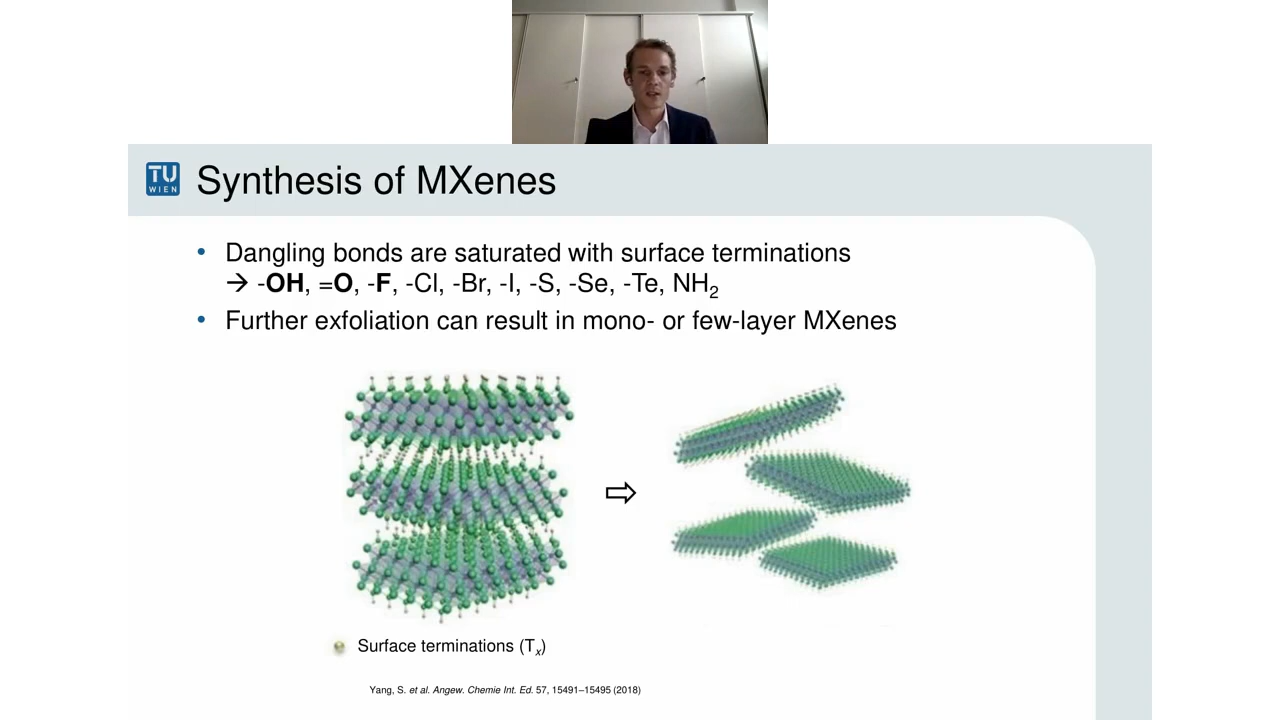 TU
WIEN
Synthesis of MXenes
• Dangling bonds are saturated with surface terminations
→ -OH, =O, -F, -Cl, -Br, -I, -S, -Se, -Te, NH₂
• Further exfoliation can result in mono- or few-layer MXenes
⇨
Surface terminations (Tₓ)
Yang, S. et al. Angew. Chemie Int. Ed. 57, 15491–15495 (2018)